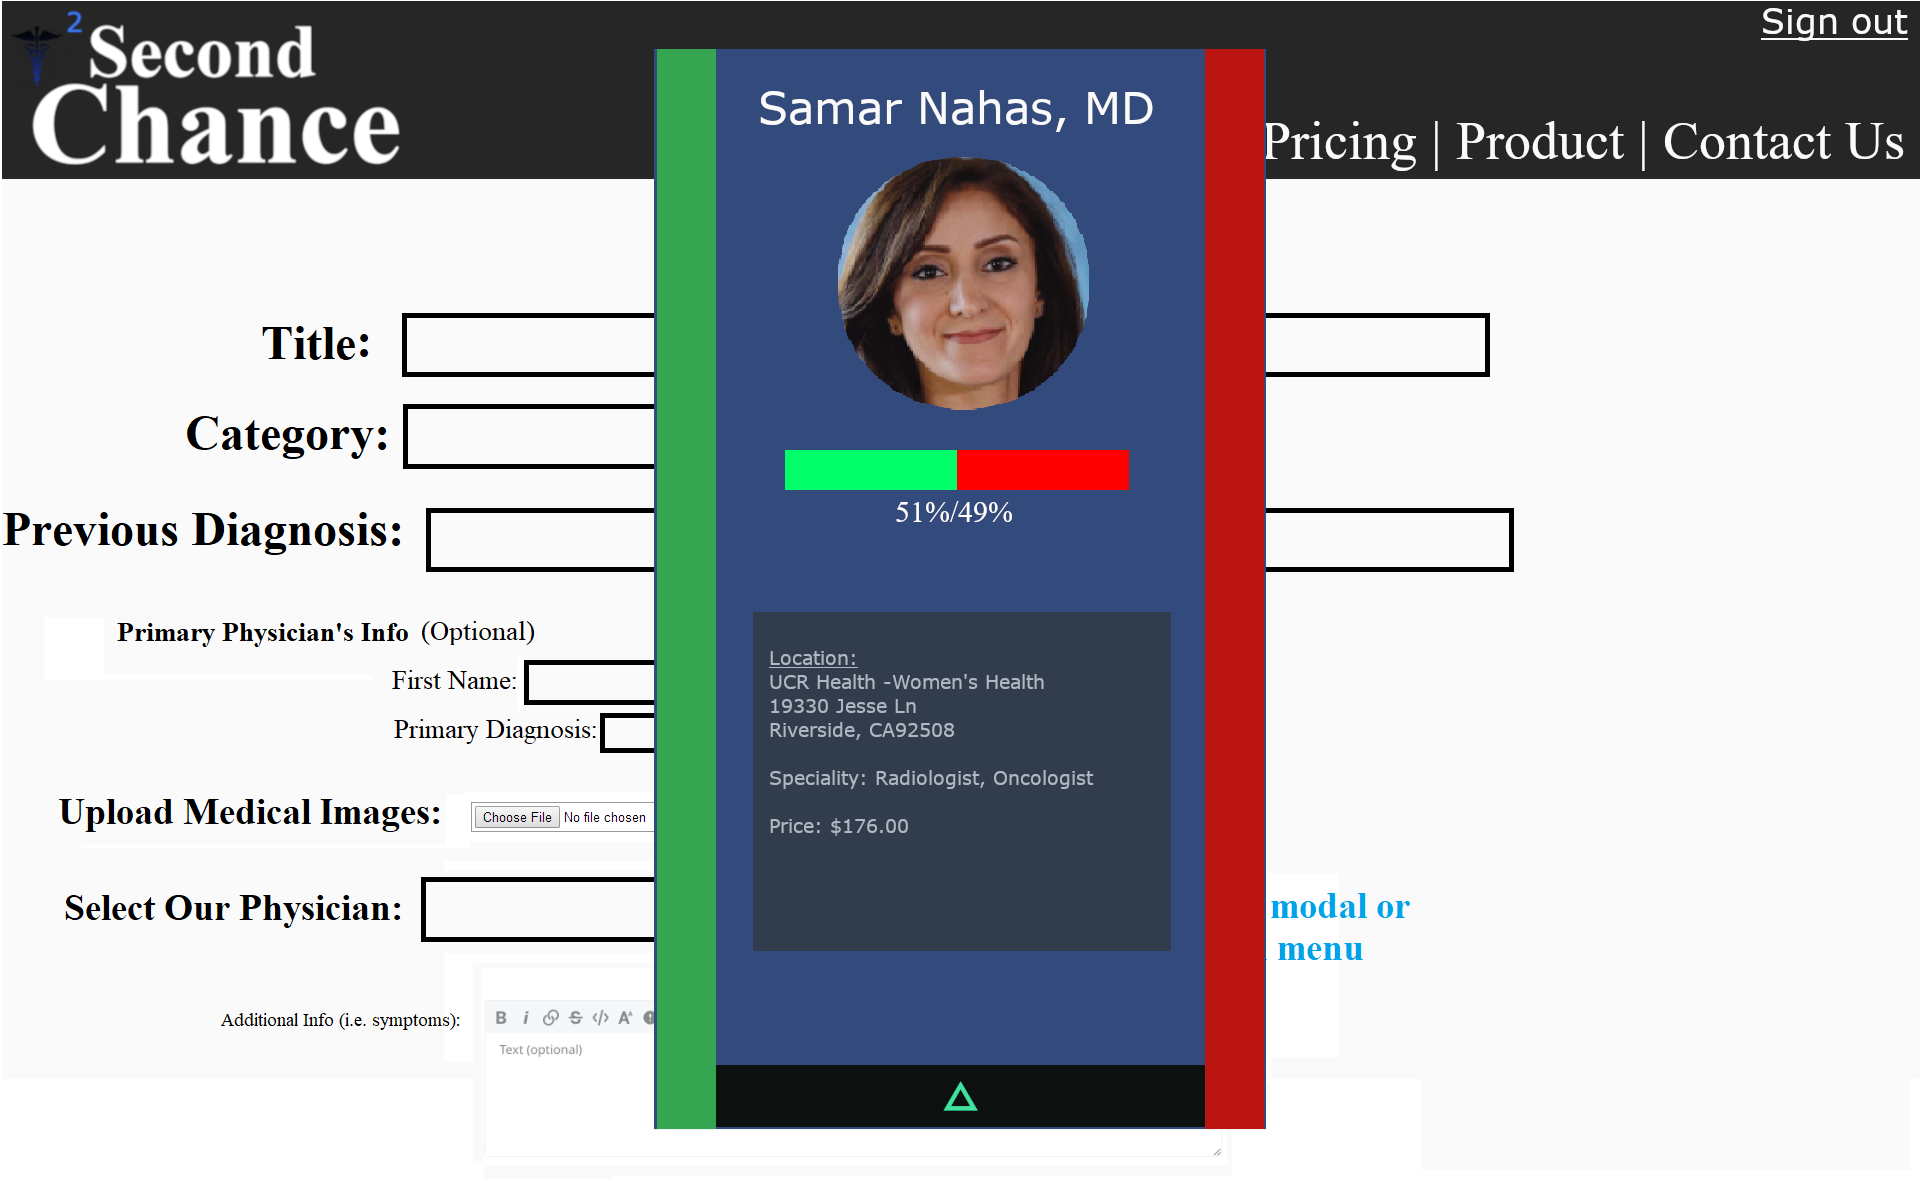 2
Second
Chance
Sign out
Pricing | Product | Contact Us
Samar Nahas, MD
51%/49%
Title:
Category:
Previous Diagnosis:
Primary Physician's Info (Optional)
First Name:
Primary Diagnosis:
Upload Medical Images:
Choose File No file chosen
Select Our Physician:
modal or
menu
Location:
UCR Health -Women's Health
19330 Jesse Ln
Riverside, CA92508
Speciality: Radiologist, Oncologist
Price: $176.00
Additional Info (i.e. symptoms):
B i S </> A
Text (optional)